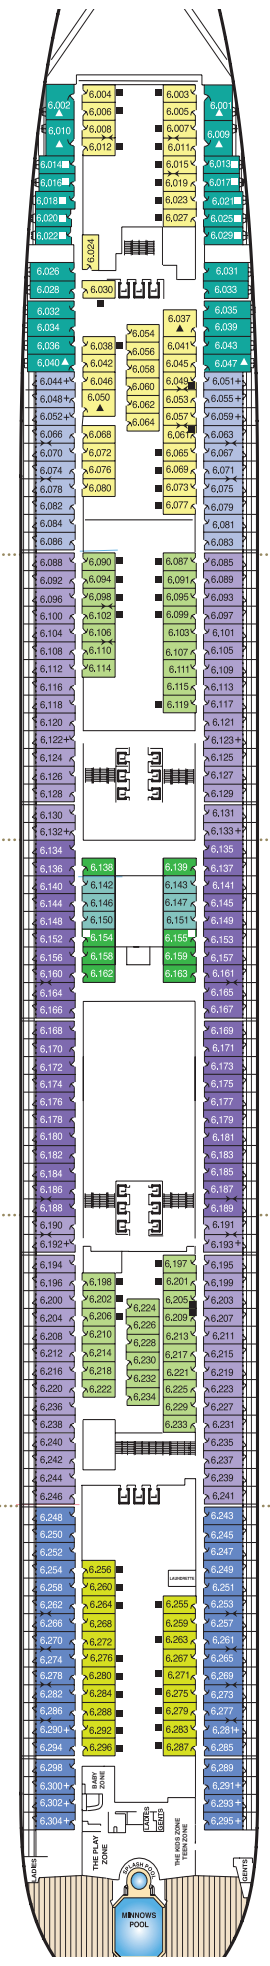 6.004 6.003
6.002 6.006 6.005 6.001
6.010 6.008 6.007 6.009
6.012 6.011
6.014 6.015 6.013
6.016 6.019 6.017
6.018 6.023 6.021
6.020 6.027 6.025
6.022 6.024 6.029
6.026 6.031
6.028 6.030 6.033
6.032 6.037 6.035
6.034 6.054 6.039
6.036 6.038 6.056 6.041 6.043
6.040 6.042 6.058 6.045 6.047
6.044+ 6.046 6.060 6.049 6.051+
6.048+ 6.050 6.062 6.053 6.055+
6.052+ 6.064 6.057 6.059+
6.066 6.068 6.061 6.063
6.070 6.072 6.065 6.067
6.074 6.076 6.069 6.071
6.078 6.080 6.073 6.075
6.082 6.077 6.079
6.084 6.081
6.086 6.083
6.088 6.090 6.087 6.085
6.092 6.094 6.091 6.089
6.096 6.098 6.095 6.093
6.100 6.102 6.099 6.097
6.104 6.106 6.103 6.101
6.108 6.110 6.107 6.105
6.112 6.114 6.111 6.109
6.116 6.115 6.113
6.118 6.119 6.117
6.120 6.121
6.122+ 6.123+
6.124 6.125
6.126 6.127
6.128 6.129
6.130 6.131
6.132+ 6.133+
6.134 6.135
6.136 6.138 6.139 6.137
6.140 6.142 6.143 6.141
6.144 6.146 6.147 6.145
6.148 6.150 6.151 6.149
6.152 6.154 6.155 6.153
6.156 6.158 6.159 6.157
6.160 6.162 6.163 6.161
6.164 6.165
6.166 6.167
6.168 6.169
6.170 6.171
6.172 6.173
6.174 6.175
6.176 6.177
6.178 6.179
6.180 6.181
6.182 6.183
6.184 6.185
6.186 6.187
6.188 6.189
6.190 6.191
6.192+ 6.193+
6.194 6.197 6.195
6.196 6.198 6.201 6.199
6.200 6.202 6.224 6.205 6.203
6.204 6.206 6.226 6.209 6.207
6.208 6.210 6.228 6.213 6.211
6.212 6.214 6.230 6.217 6.215
6.216 6.218 6.232 6.221 6.219
6.220 6.222 6.234 6.225 6.223
6.236 6.229 6.227
6.238 6.233 6.231
6.240 6.235
6.242 6.237
6.244 6.239
6.246 6.241
6.248 6.243
6.250 6.245
6.252 6.247
6.254 6.256 LAUNDRETTE 6.249
6.258 6.260 6.251
6.262 6.264 6.255 6.253
6.266 6.268 6.259 6.257
6.270 6.272 6.263 6.261
6.274 6.276 6.267 6.265
6.278 6.280 6.271 6.269
6.282 6.284 6.275 6.273
6.286 6.288 6.279 6.277
6.290+ 6.292 6.283 6.281+
6.294 6.296 6.287 6.285
6.298 6.289
6.300+ BABY ZONE 6.291+
6.302+ 6.293+
6.304+ LADIES GENTS 6.295+
THE PLAY ZONE
THE KIDS ZONE
TEEN ZONE
LADIES GENTS
SPLASH POOL
MINNOWS
POOL